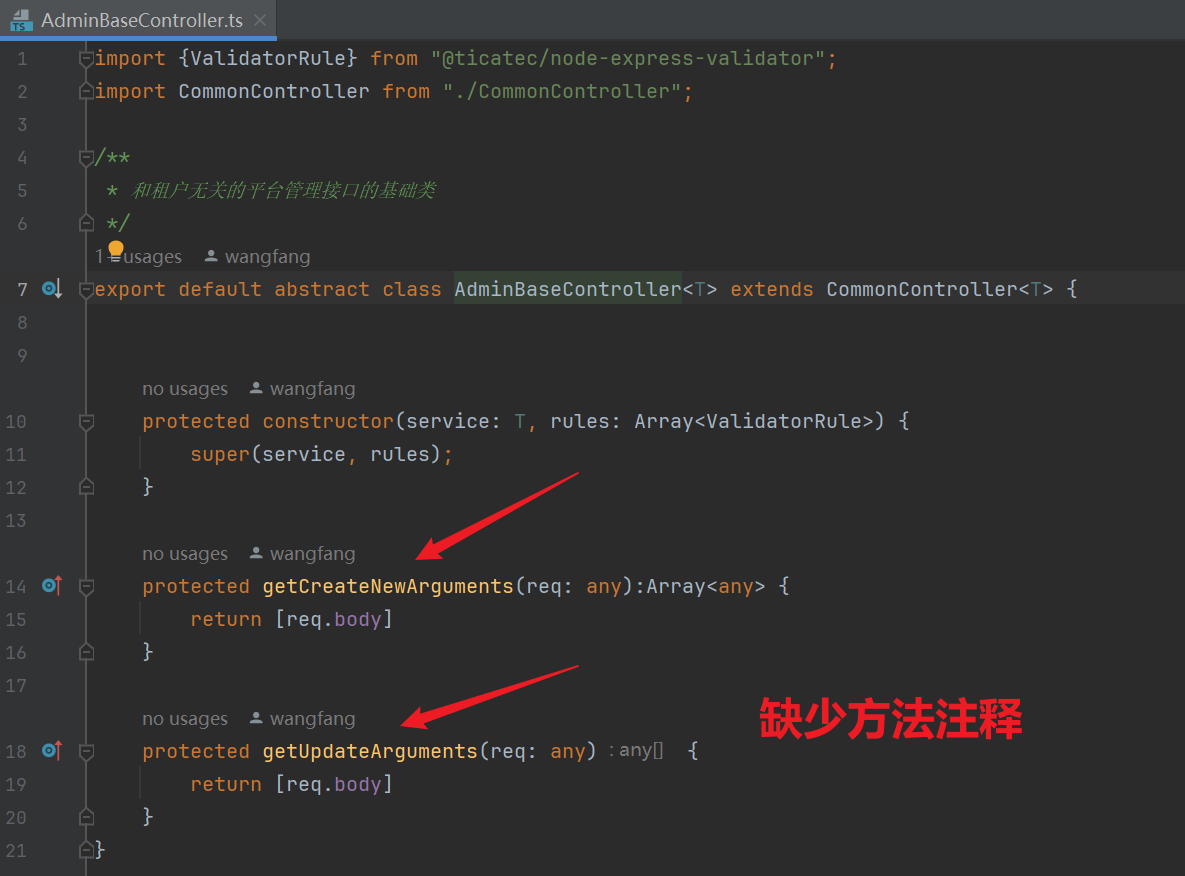 AdminBaseController.ts
1 import {ValidatorRule} from "@ticatec/node-express-validator";
2 import CommonController from "./CommonController";
3
4 /**
5 * 和租户无关的平台管理接口的基础类
6 */
usages wangfang
7 export default abstract class AdminBaseController<T> extends CommonController<T> {
8
9
no usages wangfang
10 protected constructor(service: T, rules: Array<ValidatorRule>) {
11 super(service, rules);
12 }
13
no usages wangfang
14 protected getCreateNewArguments(req: any):Array<any> {
15 return [req.body]
16 }
17
no usages wangfang
缺少方法注释
18 protected getUpdateArguments(req: any) : any[] {
19 return [req.body]
20 }
21 }